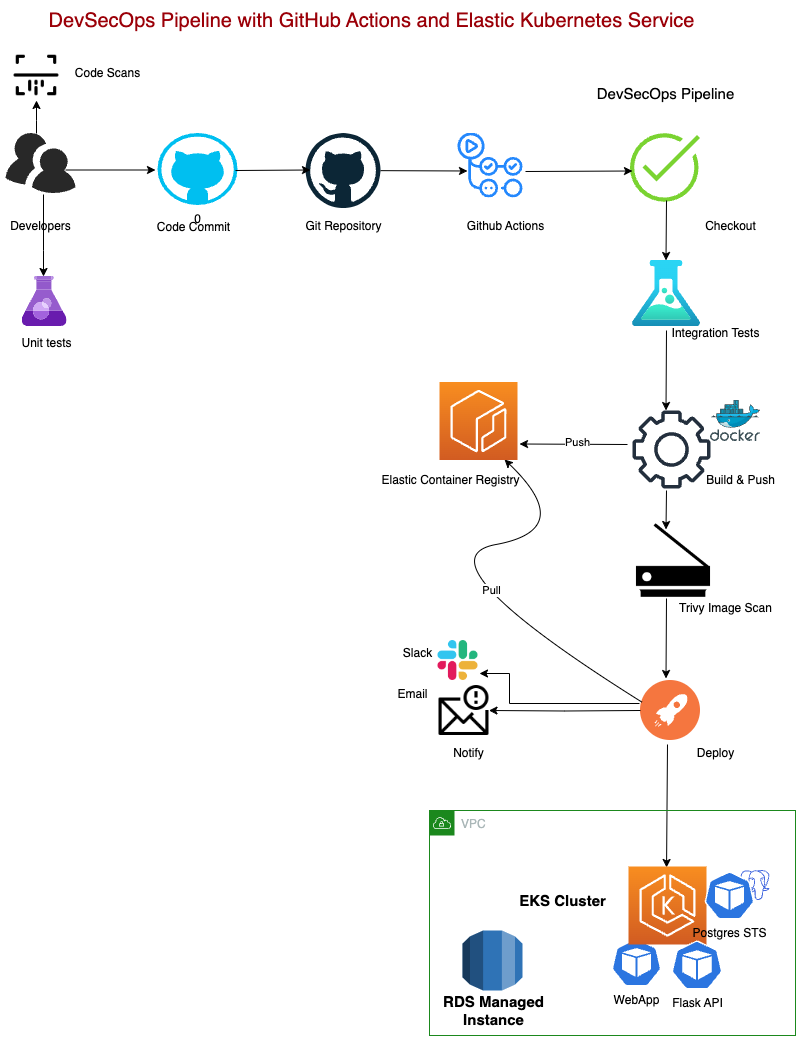 DevSecOps Pipeline with GitHub Actions and Elastic Kubernetes Service
Code Scans
DevSecOps Pipeline
0
Developers
Code Commit
Git Repository
Github Actions
Checkout
Unit tests
Integration Tests
docker
Push
Elastic Container Registry
Build & Push
Pull
Trivy Image Scan
Slack
Email
Notify
Deploy
VPC
EKS Cluster
K
Postgres STS
WebApp
Flask API
RDS Managed
Instance